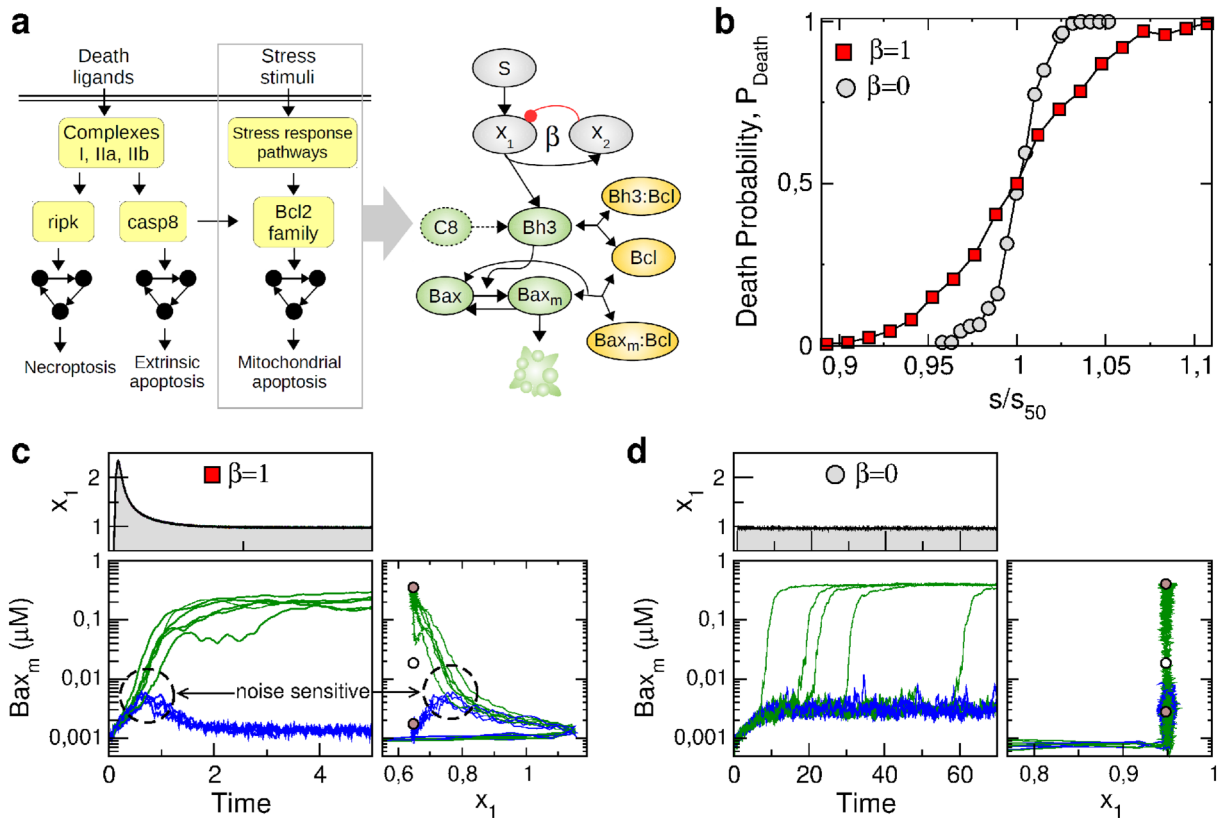 a
Death
ligands
Stress
stimuli
Complexes
I, IIa, IIb
Stress response
pathways
ripk
casp8
Bcl2
family
Necroptosis
Extrinsic
apoptosis
Mitochondrial
apoptosis
S
X1
β
X2
Bh3:Bcl
C8
Bh3
Bcl
Bax
Baxm
Baxm:Bcl
b
Death Probability, PDeath
1
0,5
0
β=1
β=0
0,9
0,95
1
1,05
1,1
s/s50
c
x1
2
1
β=1
Baxm (μM)
1
0,1
0,01
0,001
noise sensitive
0
2
4
Time
0,6
0,8
1
x1
d
x1
2
1
β=0
Baxm (μM)
1
0,1
0,01
0,001
0
20
40
60
Time
0,8
0,9
1
x1